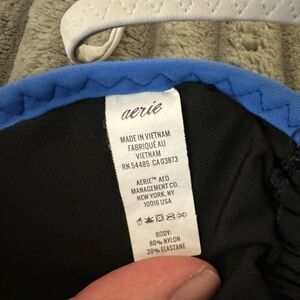 aerie
MADE IN VIETNAM
FABRIQUÉ AU
VIETNAM
RN 54485 CA 03873
AERIE™ AEO
MANAGEMENT CO.
NEW YORK, NY
10016 USA
BODY:
80% NYLON
20% ELASTANE